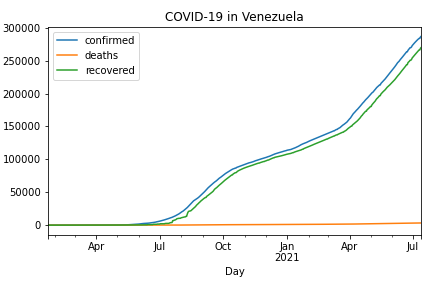 COVID-19 in Venezuela
300000
250000
200000
150000
100000
50000
0
confirmed
deaths
recovered
Apr Jul Oct Jan Apr Jul
2021
Day